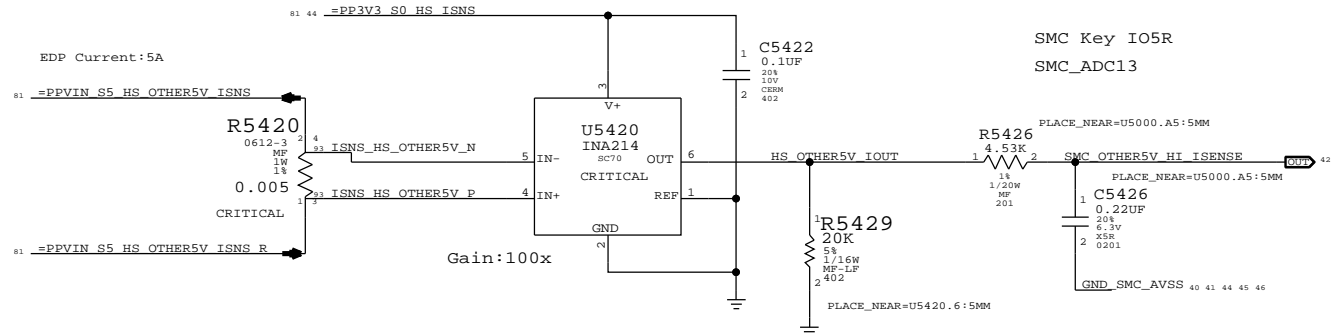 81 44 =PP3V3_S0_HS_ISNS
SMC Key IO5R
SMC_ADC13
EDP Current:5A
C5422
1
0.1UF
20%
10V
CERM
402
2
81 =PPVIN_S5_HS_OTHER5V_ISNS
3
V+
R5420
0612-3
MF
1W
1%
0.005
CRITICAL
2 4
1 3
93 ISNS_HS_OTHER5V_N
93 ISNS_HS_OTHER5V_P
5 IN-
4 IN+
U5420
INA214
SC70
CRITICAL
OUT 6
REF 1
GND
2
HS_OTHER5V_IOUT
PLACE_NEAR=U5000.A5:5MM
R5426
4.53K
1 2
1%
1/20W
MF
201
SMC_OTHER5V_HI_ISENSE
OUT 42
PLACE_NEAR=U5000.A5:5MM
C5426
1
0.22UF
20%
6.3V
X5R
0201
2
1
R5429
20K
5%
1/16W
MF-LF
402
2
81 =PPVIN_S5_HS_OTHER5V_ISNS_R
Gain:100x
GND_SMC_AVSS 40 41 44 45 46
PLACE_NEAR=U5420.6:5MM